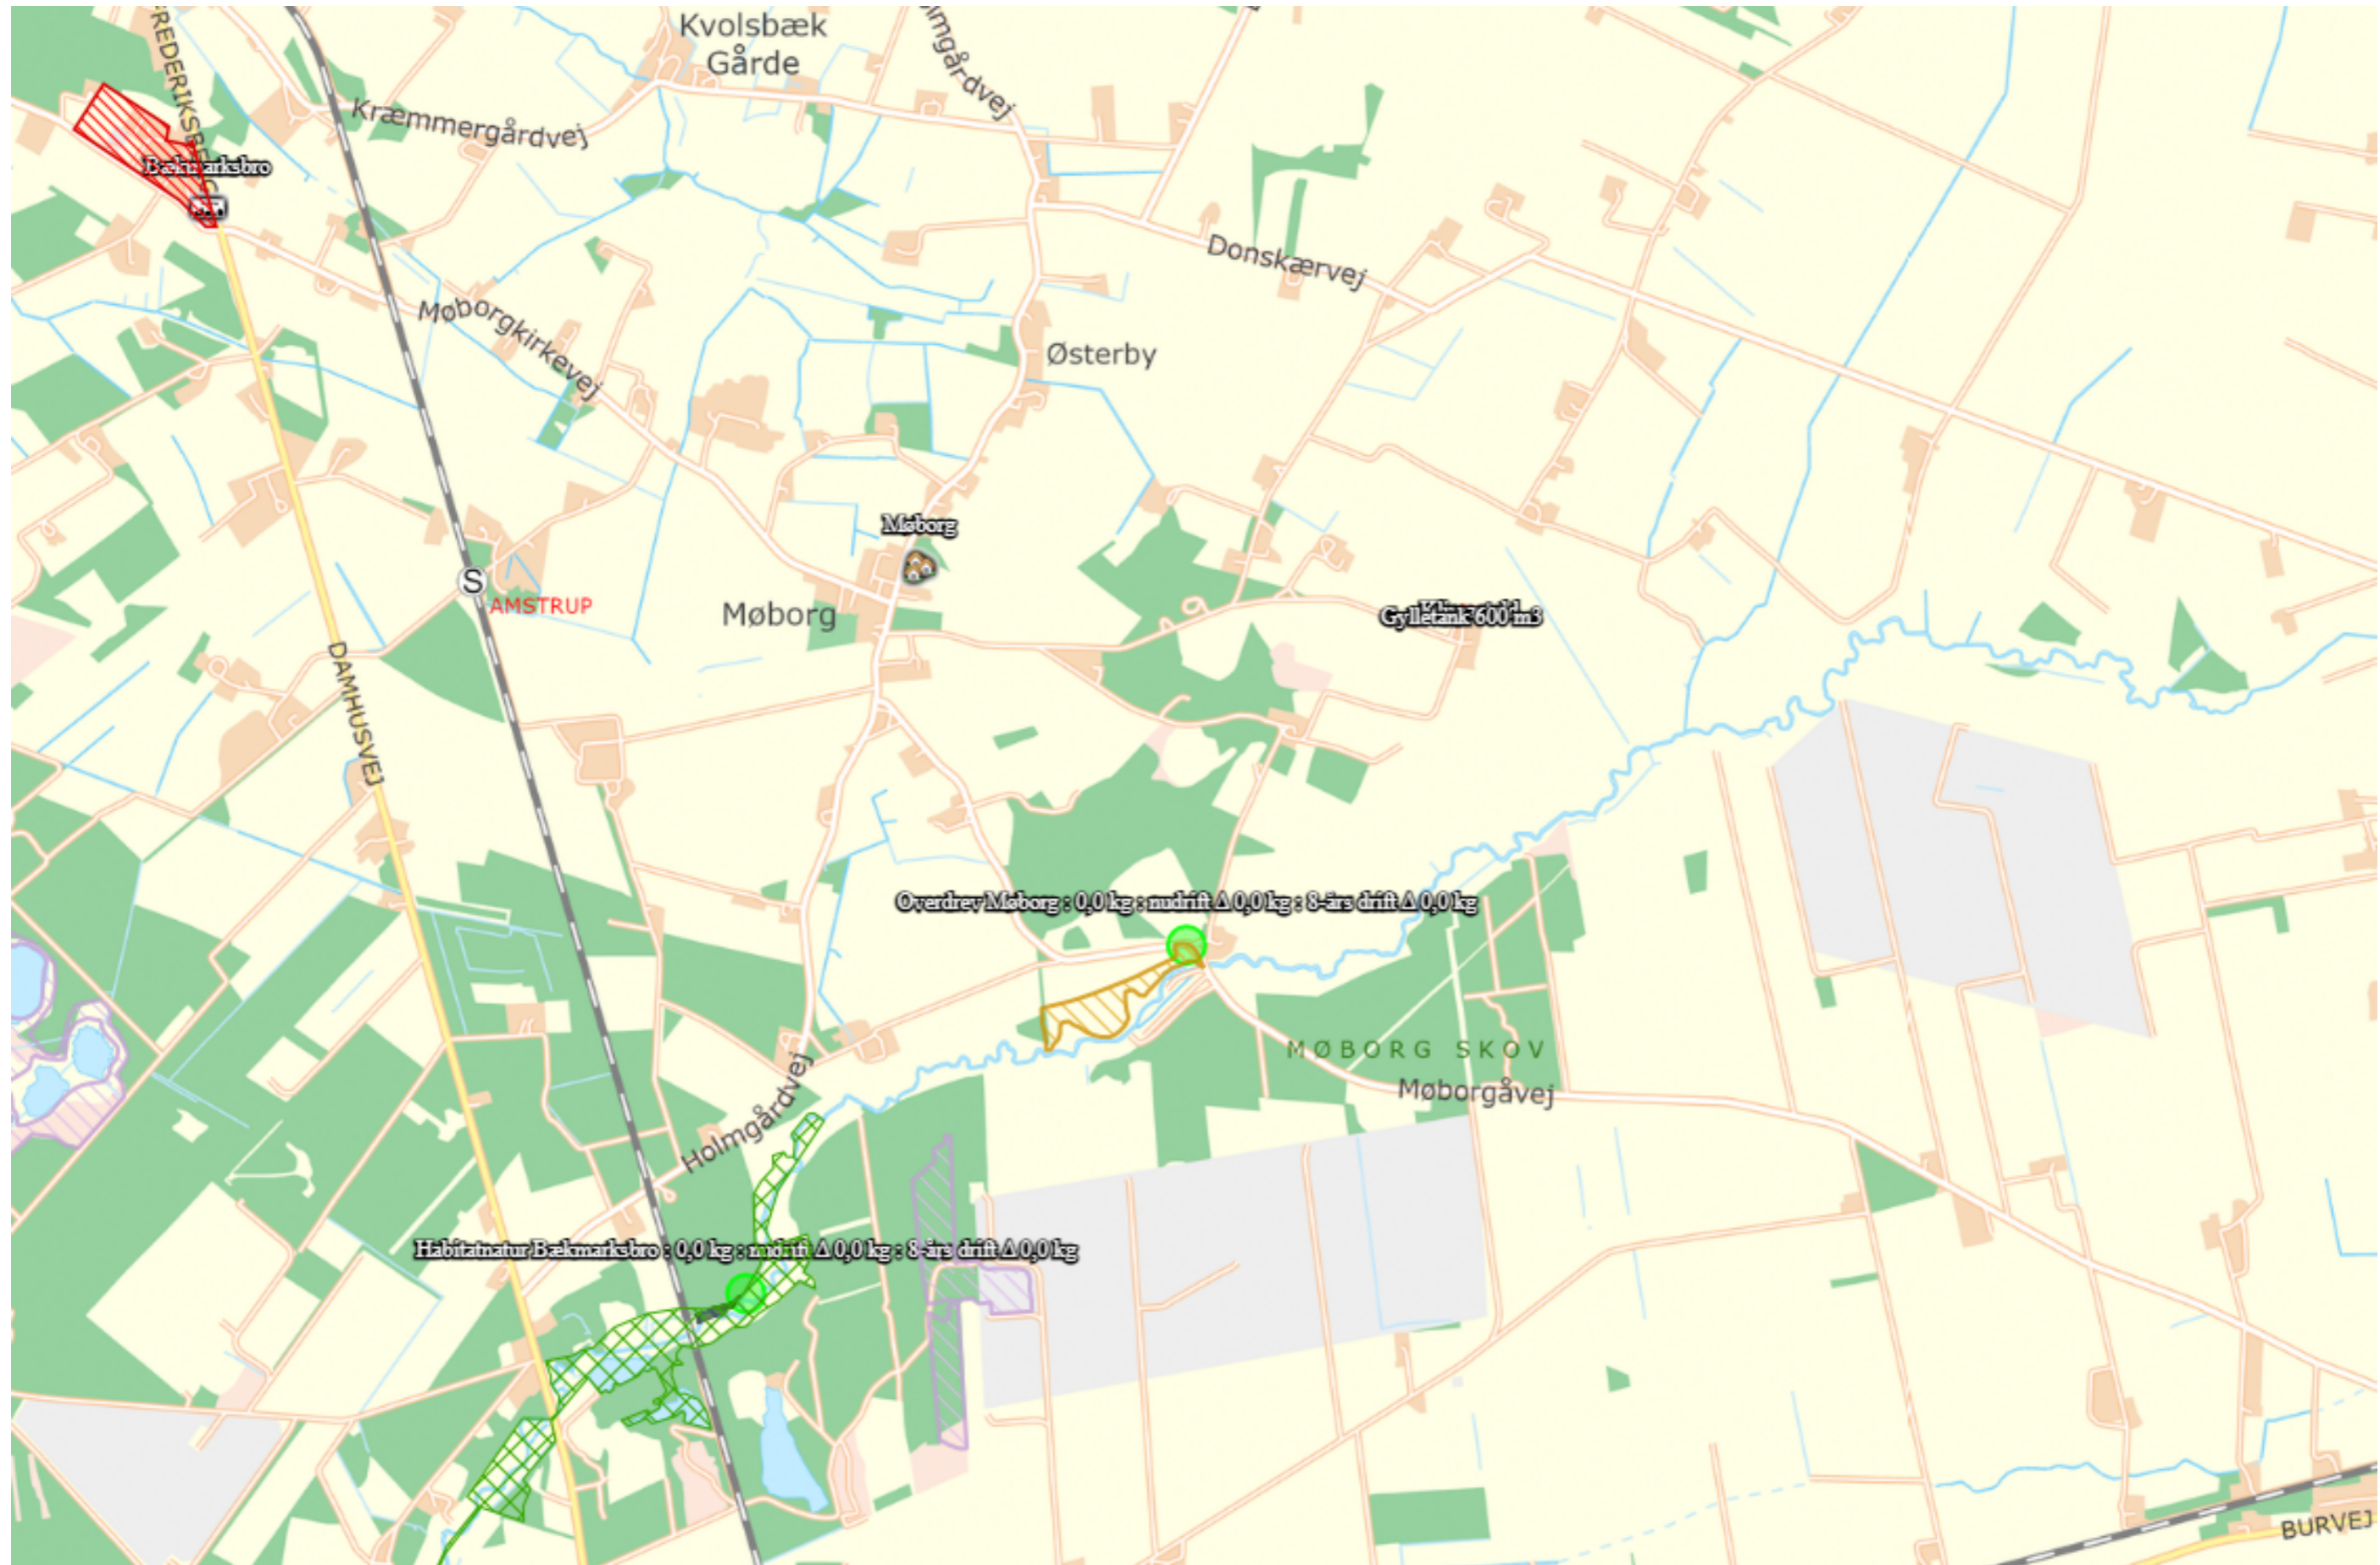 Kvolsbæk
Gårde
Kræmmergårdvej
Bækmarksbro
Donskærvej
Møborgkirkevej
Østerby
Møborg
S
AMSTRUP
Møborg
Gylletank 600 m3
DAMHUSVEJ
Overdrev Møborg : 0,0 kg : nudrift Δ 0,0 kg : 8-års drift Δ 0,0 kg
MØBORG SKOV
Møborgåvej
Holmgårdvej
Habitatnatur Bækmarksbro : 0,0 kg : nudrift Δ 0,0 kg : 8-års drift Δ 0,0 kg
BURVEJ